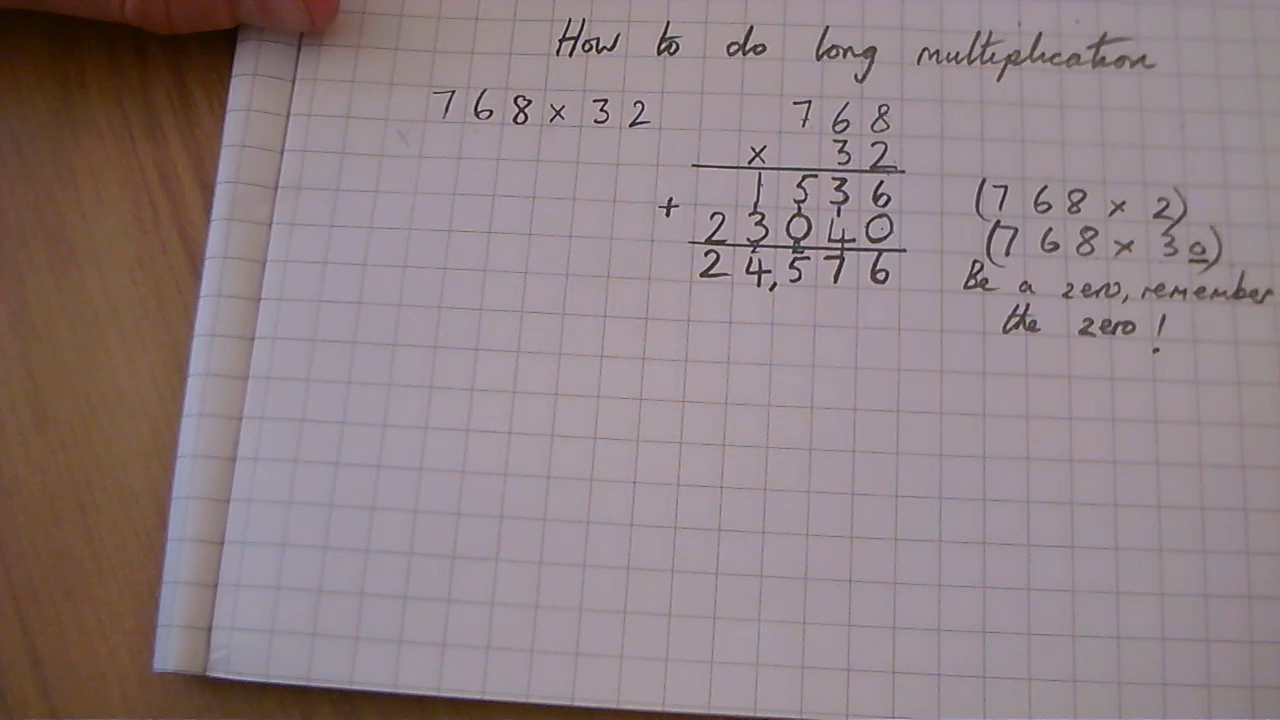 How to do long multiplication
768 × 32
768
× 32
1536 (768 × 2)
+
23040 (768 × 30)
24,576
Be a zero, remember
the zero!